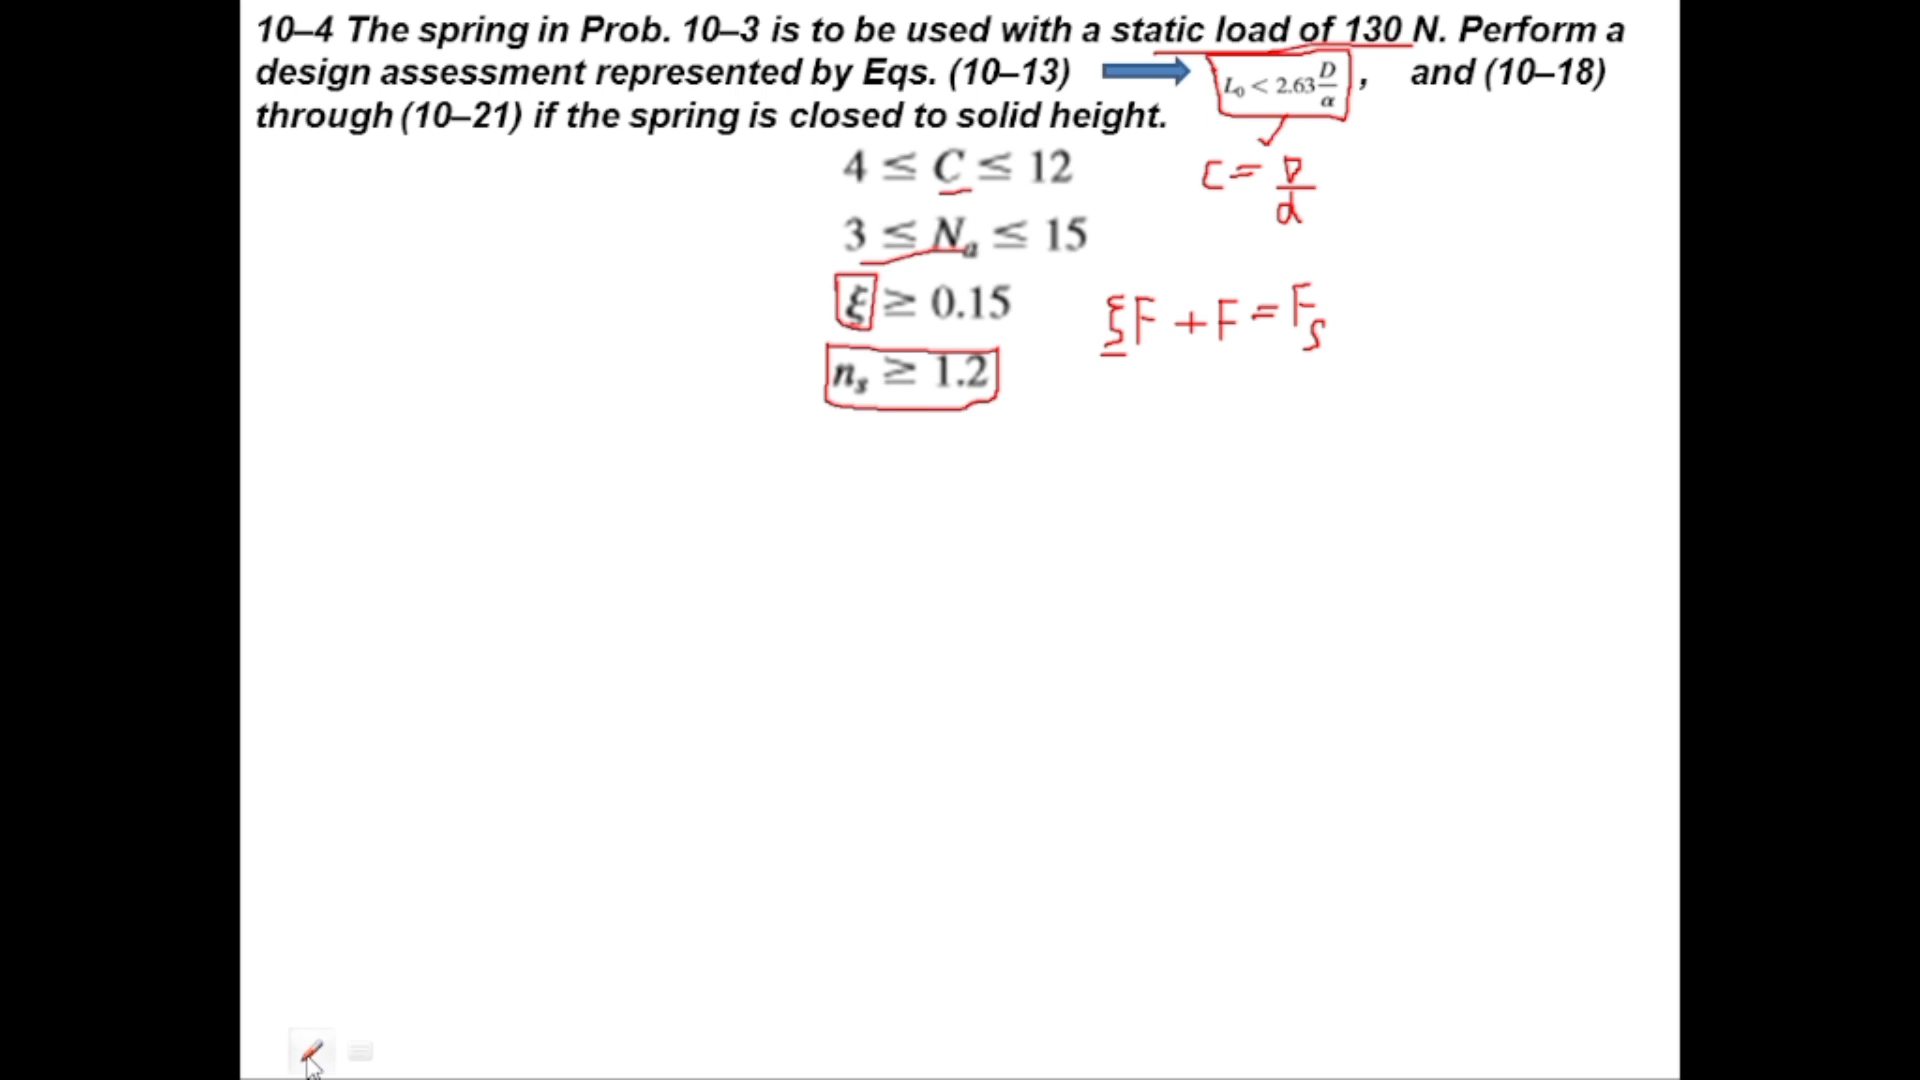 10–4 The spring in Prob. 10–3 is to be used with a static load of 130 N. Perform a
design assessment represented by Eqs. (10–13) L₀ < 2.63 D/α , and (10–18)
through (10–21) if the spring is closed to solid height.
4 ≤ C ≤ 12
C = D/d
3 ≤ Nₐ ≤ 15
ξ ≥ 0.15
ξF + F = Fₛ
nₛ ≥ 1.2